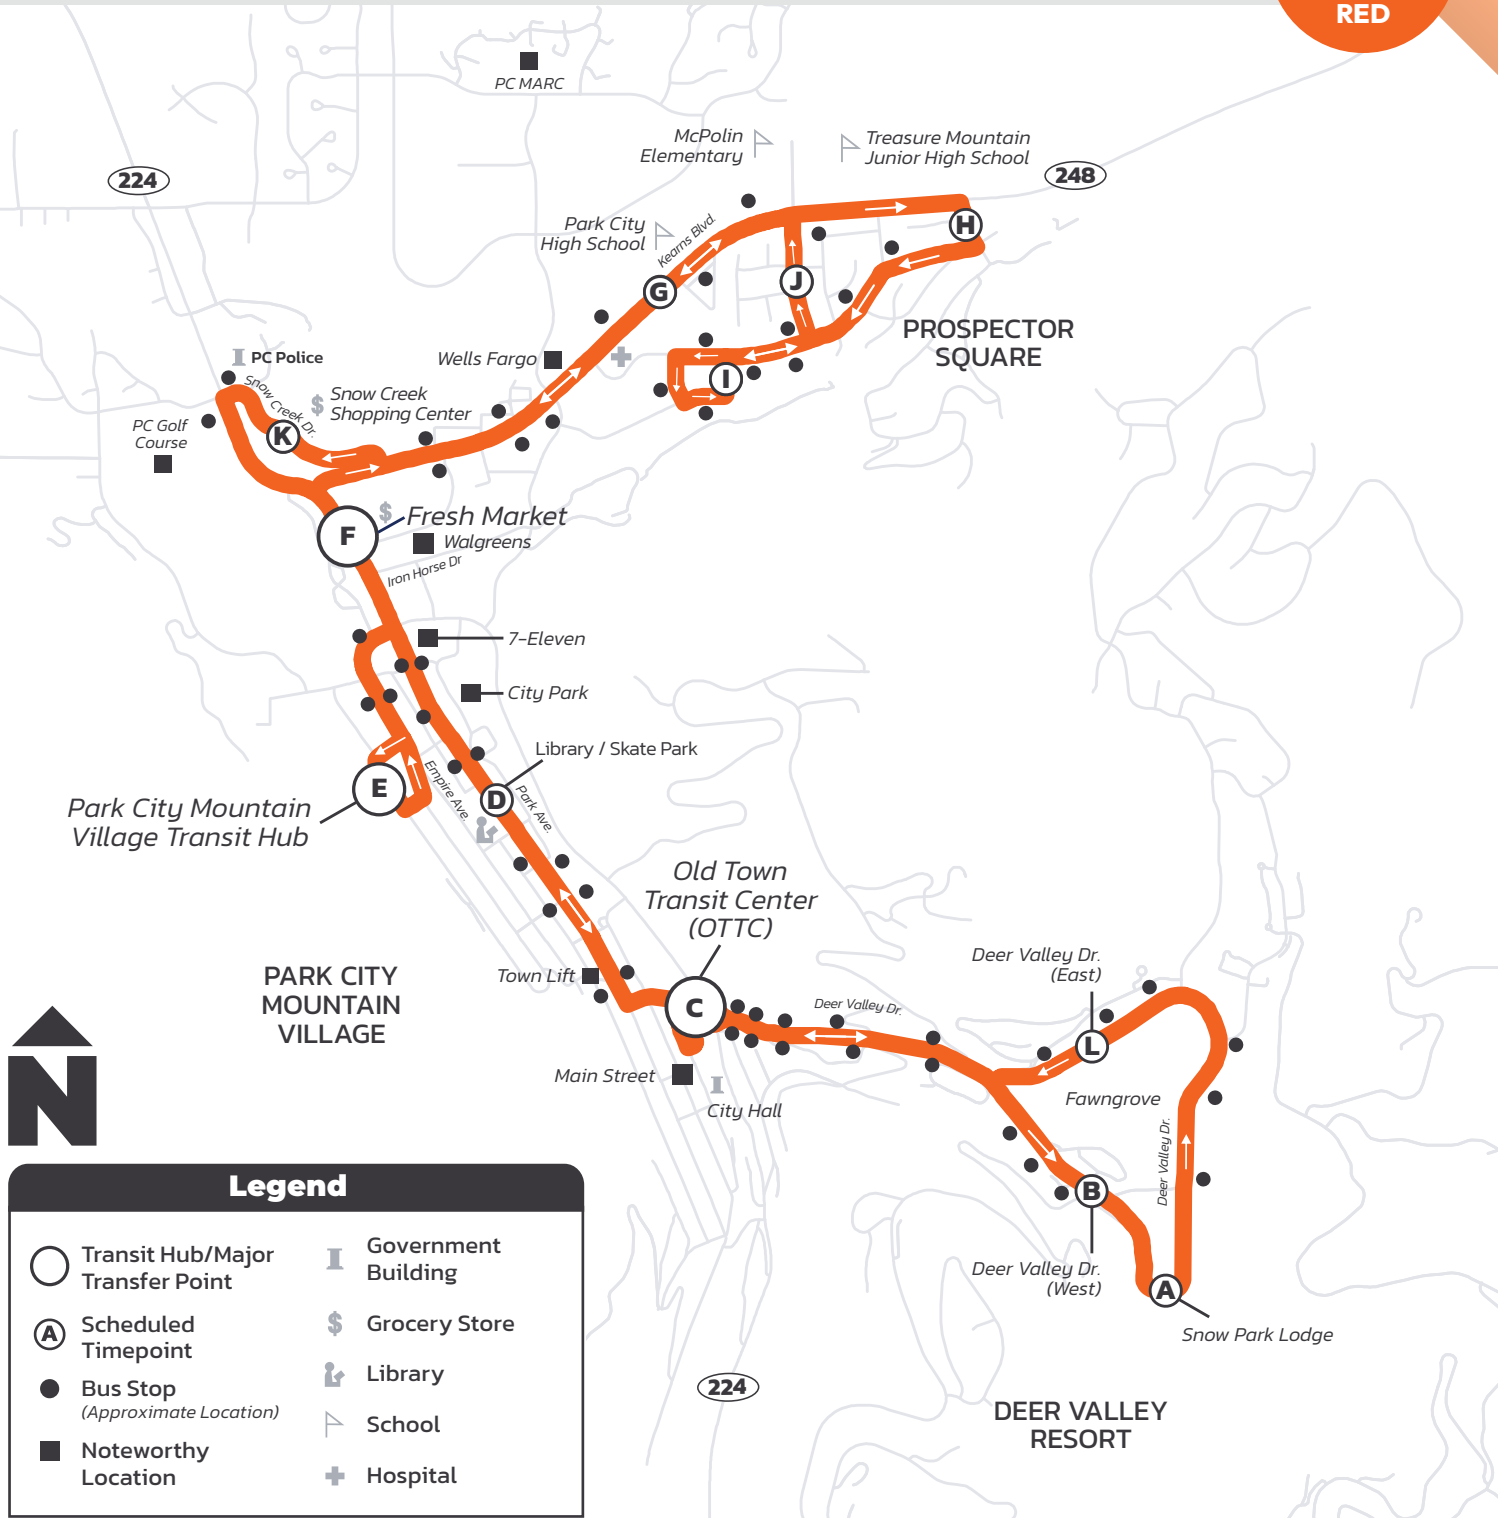 RED
PC MARC
McPolin
Elementary
Treasure Mountain
Junior High School
224
248
Park City
High School
Kearns Blvd.
H
G
J
PROSPECTOR
SQUARE
PC Police
Wells Fargo
I
Snow Creek Dr.
Snow Creek
Shopping Center
$
PC Golf
Course
K
$
Fresh Market
F
Walgreens
Iron Horse Dr
7-Eleven
City Park
Library / Skate Park
E
Empire Ave.
D
Park Ave.
Park City Mountain
Village Transit Hub
Old Town
Transit Center
(OTTC)
PARK CITY
MOUNTAIN
VILLAGE
Town Lift
C
Deer Valley Dr.
Deer Valley Dr.
(East)
L
Main Street
City Hall
Fawngrove
Deer Valley Dr.
B
Deer Valley Dr.
(West)
A
Snow Park Lodge
224
DEER VALLEY
RESORT
N
Legend
Transit Hub/Major
Transfer Point
A
Scheduled
Timepoint
Bus Stop
(Approximate Location)
Noteworthy
Location
Government
Building
$
Grocery Store
Library
School
Hospital